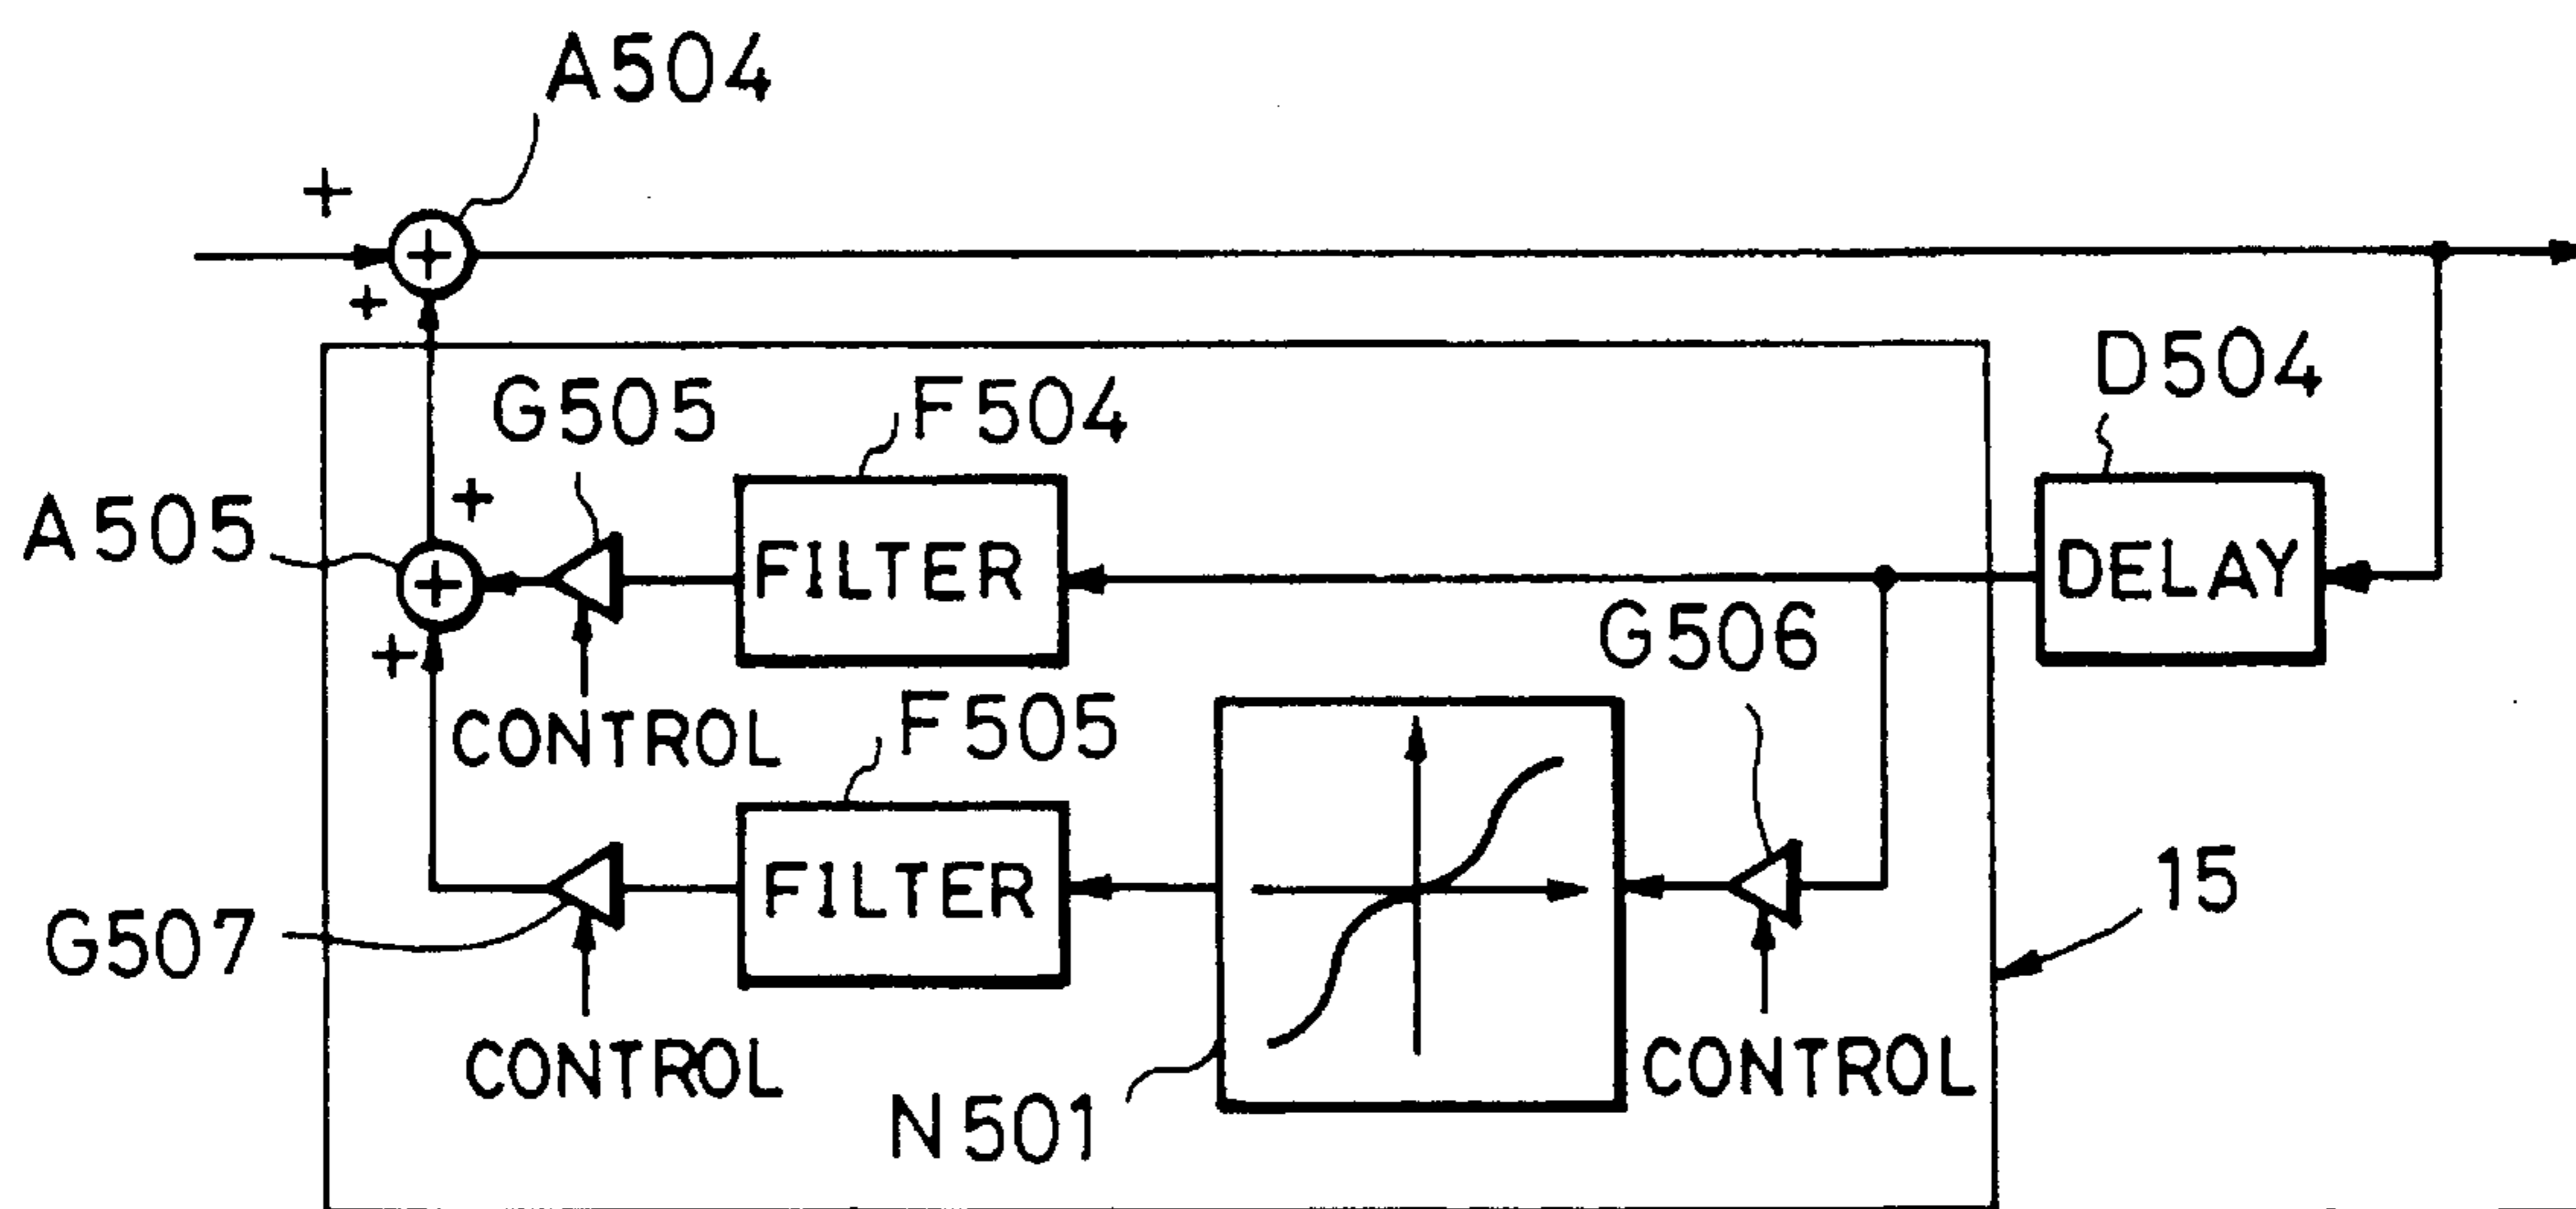 A504
+
+
D504
G505
F504
A505
+
FILTER
DELAY
+
G506
CONTROL
F505
FILTER
15
G507
CONTROL
N501
CONTROL